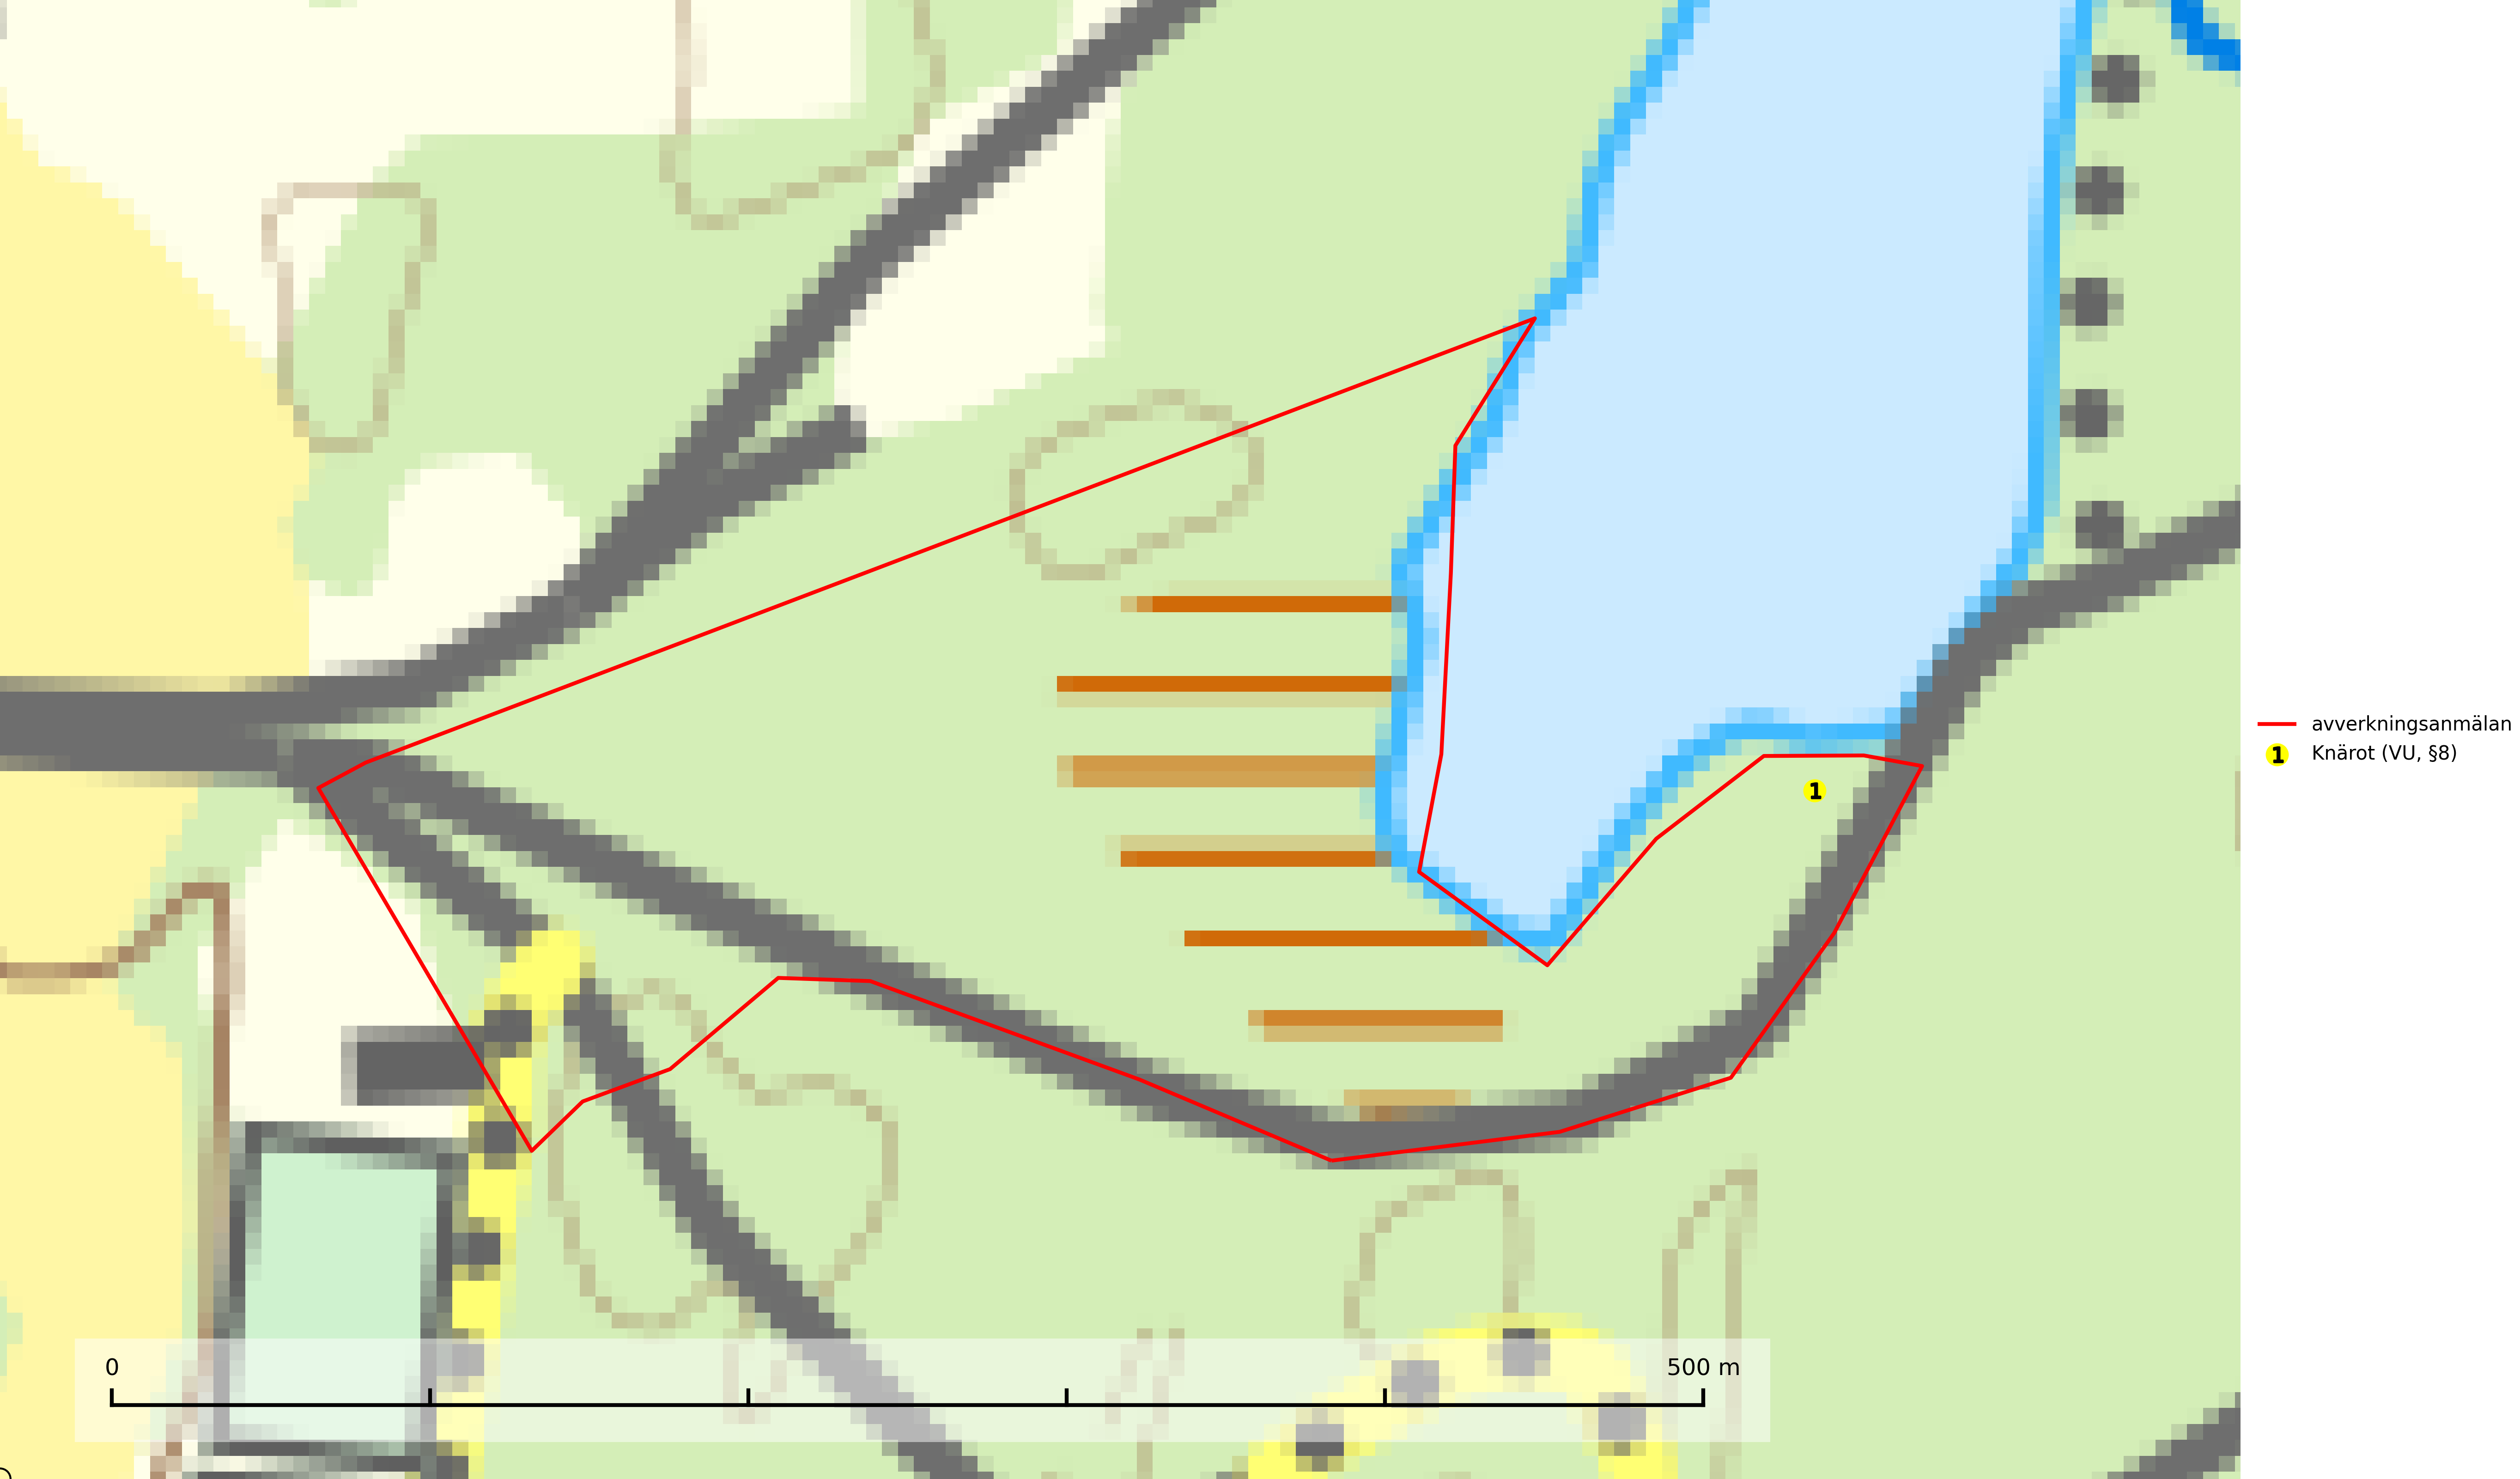 avverkningsanmälan
1 Knärot (VU, §8)
1
0 500 m